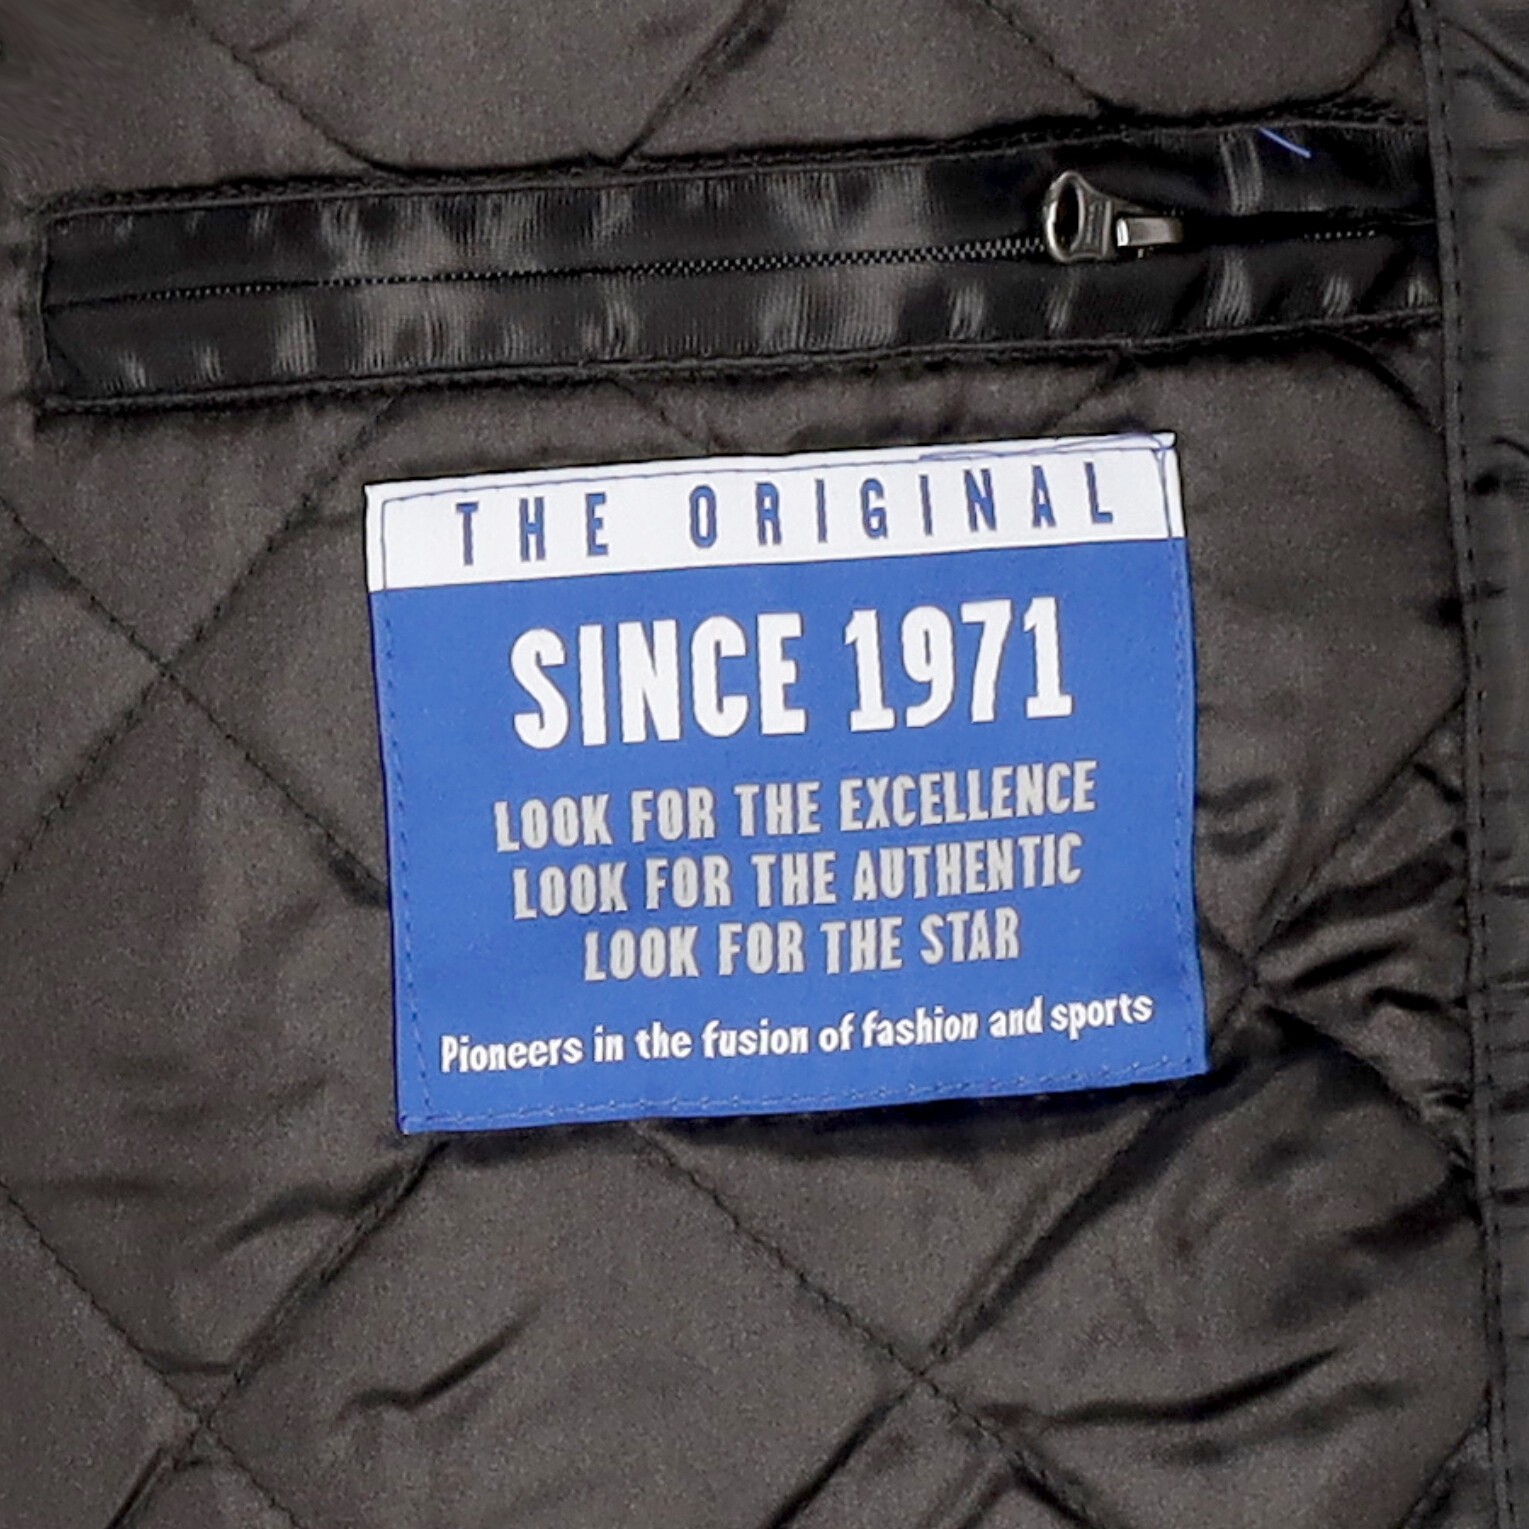 THE ORIGINAL
SINCE 1971
LOOK FOR THE EXCELLENCE
LOOK FOR THE AUTHENTIC
LOOK FOR THE STAR
Pioneers in the fusion of fashion and sports